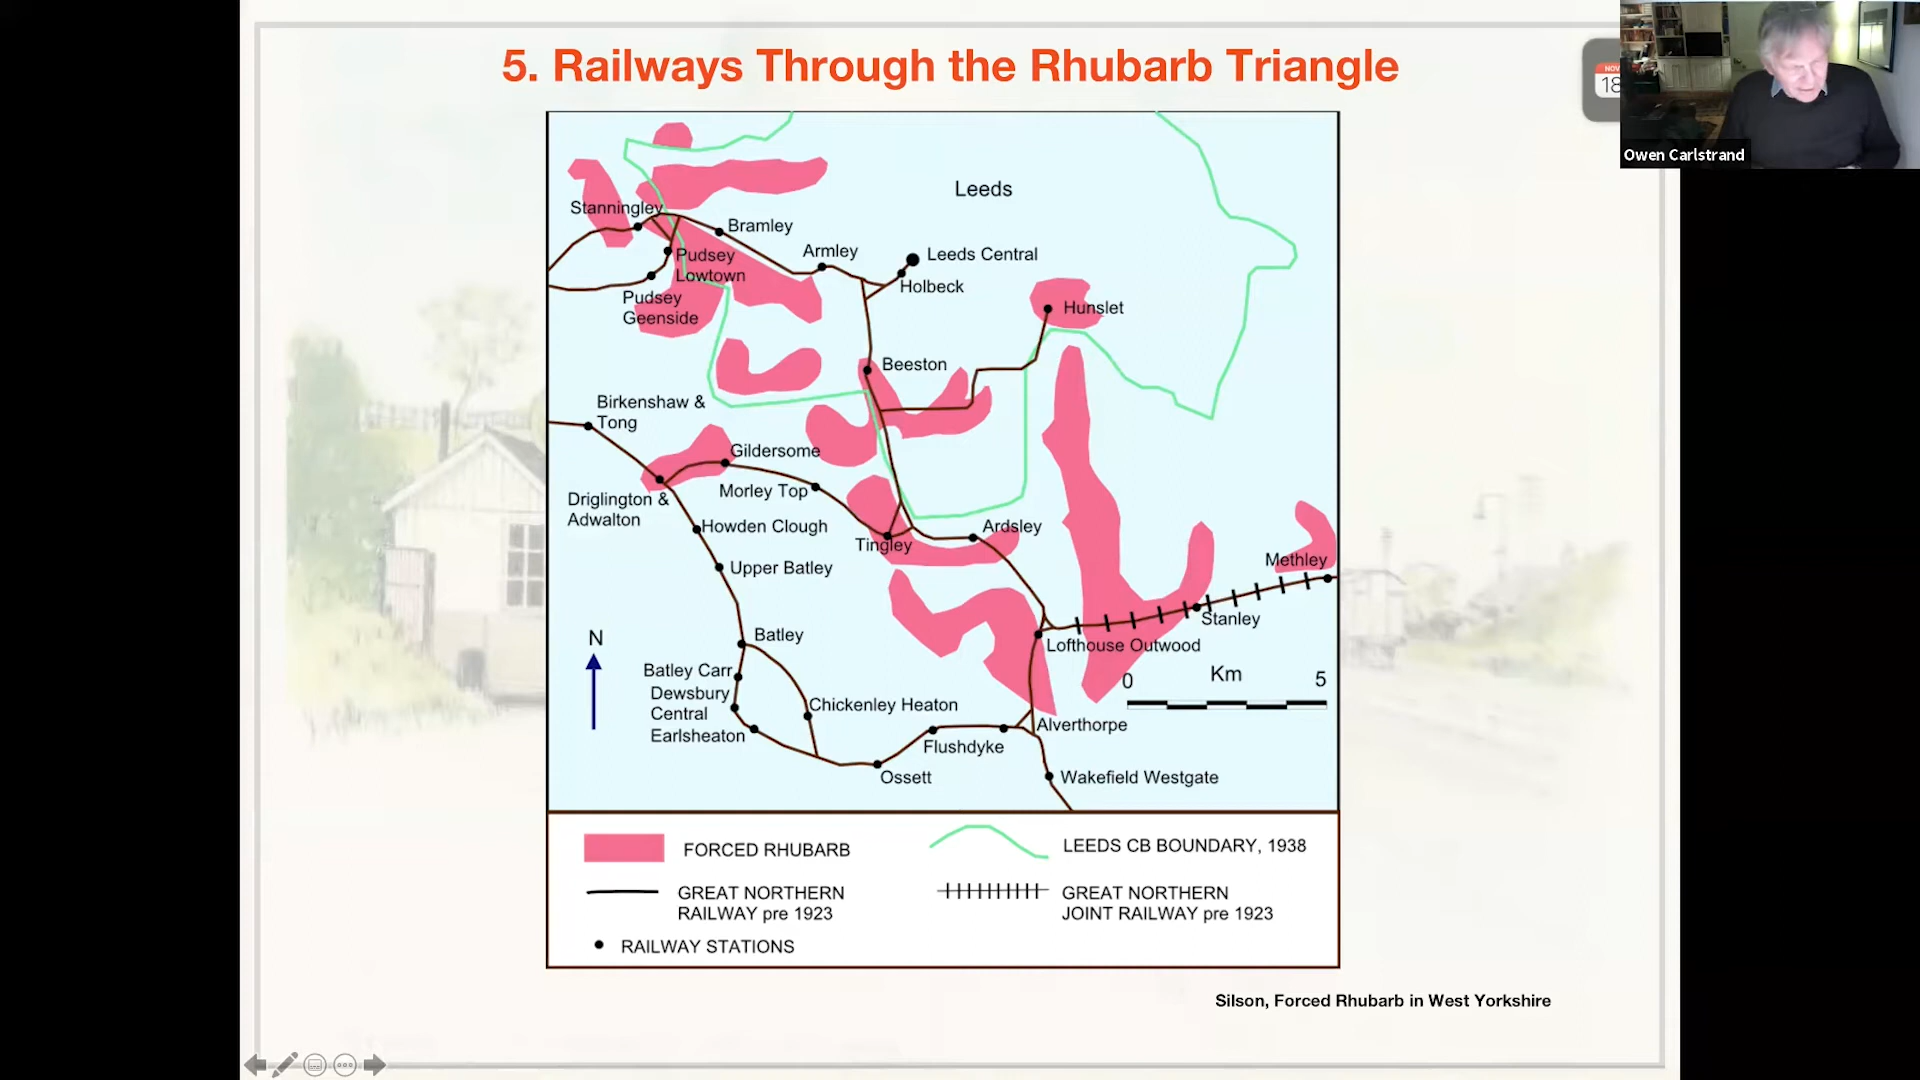 5. Railways Through the Rhubarb Triangle
NOV
18
Owen Carlstrand
Leeds
Stanningley
Bramley
Armley
Leeds Central
Pudsey
Lowtown
Holbeck
Pudsey
Geenside
Hunslet
Beeston
Birkenshaw &
Tong
Gildersome
Morley Top
Driglington &
Adwalton
Howden Clough
Ardsley
Tingley
Methley
Upper Batley
Stanley
N
Batley
Lofthouse Outwood
Batley Carr
Km
0
5
Dewsbury
Central
Chickenley Heaton
Earlsheaton
Alverthorpe
Flushdyke
Ossett
Wakefield Westgate
FORCED RHUBARB
LEEDS CB BOUNDARY, 1938
GREAT NORTHERN
RAILWAY pre 1923
GREAT NORTHERN
JOINT RAILWAY pre 1923
RAILWAY STATIONS
Silson, Forced Rhubarb in West Yorkshire